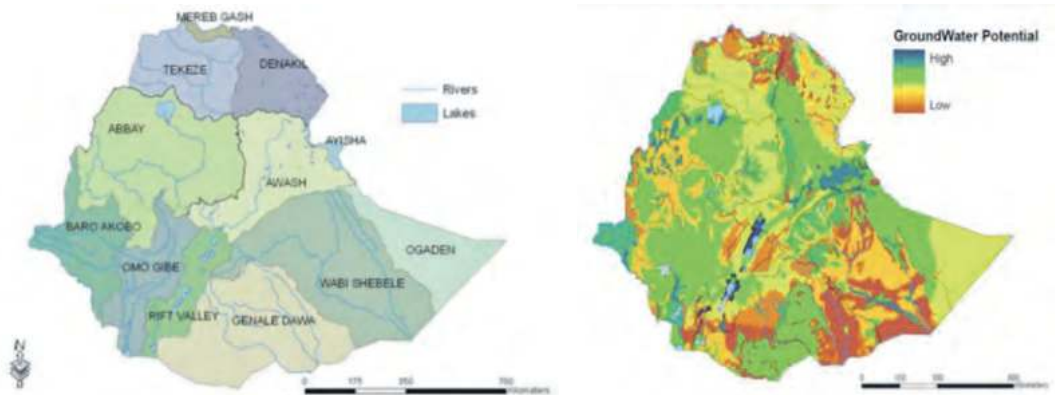 MEREB GASH
TEKEZE
DENAKIL
Rivers
Lakes
ABBAY
AYISHA
AWASH
BARO AKOBO
OGADEN
OMO GIBE
WABI SHEBELE
RIFT VALLEY
GENALE DAWA
N
0 175 350 700
Kilometers
GroundWater Potential
High
Low